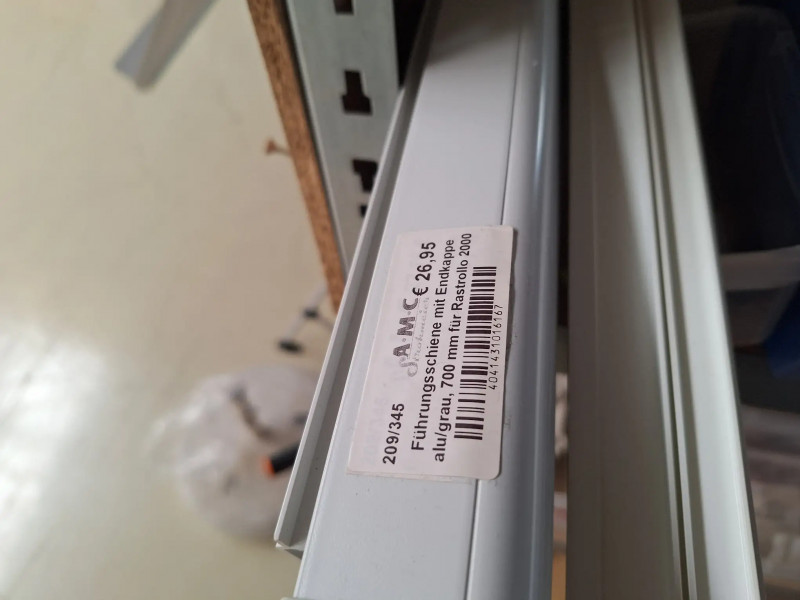 209/345
A·M·C € 26,95
Führungsschiene mit Endkappe
alu/grau, 700 mm für Rastrollo 2000
4041431016167